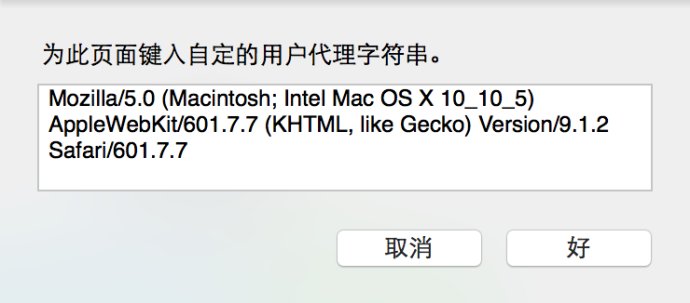 为此页面键入自定的用户代理字符串。
Mozilla/5.0 (Macintosh; Intel Mac OS X 10_10_5)
AppleWebKit/601.7.7 (KHTML, like Gecko) Version/9.1.2
Safari/601.7.7
取消 好